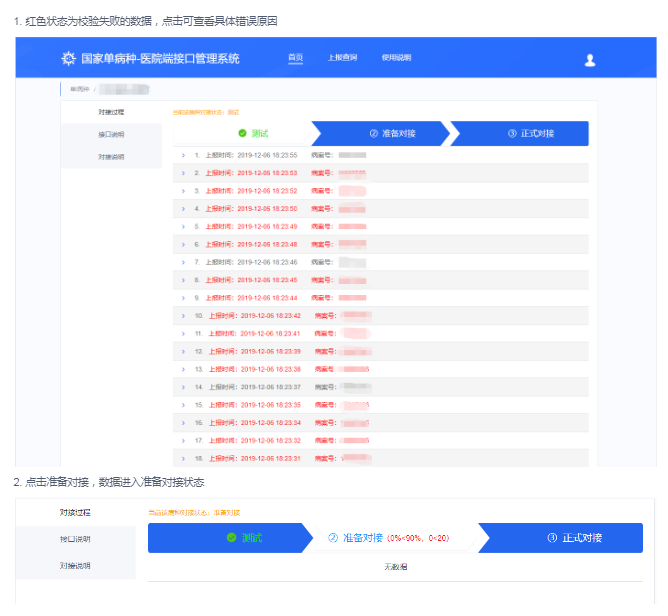 1. 红色状态为校验失败的数据，点击可查看具体错误原因
国家单病种-医院端接口管理系统 首页 上报查询 使用说明
单病种 /
对接过程
接口说明
对接说明
当前该病种对接状态：测试
测试 ② 准备对接 ③ 正式对接
1. 上报时间：2019-12-06 18:23:55 病案号：
2. 上报时间：2019-12-06 18:23:53 病案号：
3. 上报时间：2019-12-06 18:23:52 病案号：
4. 上报时间：2019-12-06 18:23:50 病案号：
5. 上报时间：2019-12-06 18:23:49 病案号：
6. 上报时间：2019-12-06 18:23:48 病案号：
7. 上报时间：2019-12-06 18:23:46 病案号：
8. 上报时间：2019-12-06 18:23:45 病案号：
9. 上报时间：2019-12-06 18:23:44 病案号：
10. 上报时间：2019-12-06 18:23:42 病案号：
11. 上报时间：2019-12-06 18:23:41 病案号：
12. 上报时间：2019-12-06 18:23:39 病案号：
13. 上报时间：2019-12-06 18:23:38 病案号：
14. 上报时间：2019-12-06 18:23:37 病案号：
15. 上报时间：2019-12-06 18:23:35 病案号：
16. 上报时间：2019-12-06 18:23:34 病案号：
17. 上报时间：2019-12-06 18:23:32 病案号：
18. 上报时间：2019-12-06 18:23:31 病案号：
2. 点击准备对接，数据进入准备对接状态
对接过程
接口说明
对接说明
当前该病种对接状态：准备对接
测试 ② 准备对接 (0%<90%，0<20) ③ 正式对接
无数据